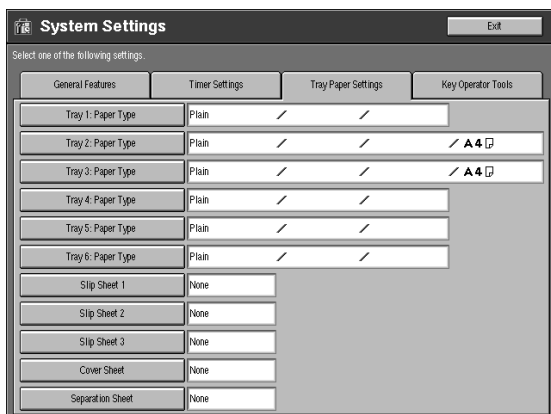 System Settings Exit
Select one of the following settings.
General Features Timer Settings Tray Paper Settings Key Operator Tools
Tray 1: Paper Type Plain / /
Tray 2: Paper Type Plain / / / A4
Tray 3: Paper Type Plain / / / A4
Tray 4: Paper Type Plain / /
Tray 5: Paper Type Plain / /
Tray 6: Paper Type Plain / /
Slip Sheet 1 None
Slip Sheet 2 None
Slip Sheet 3 None
Cover Sheet None
Separation Sheet None